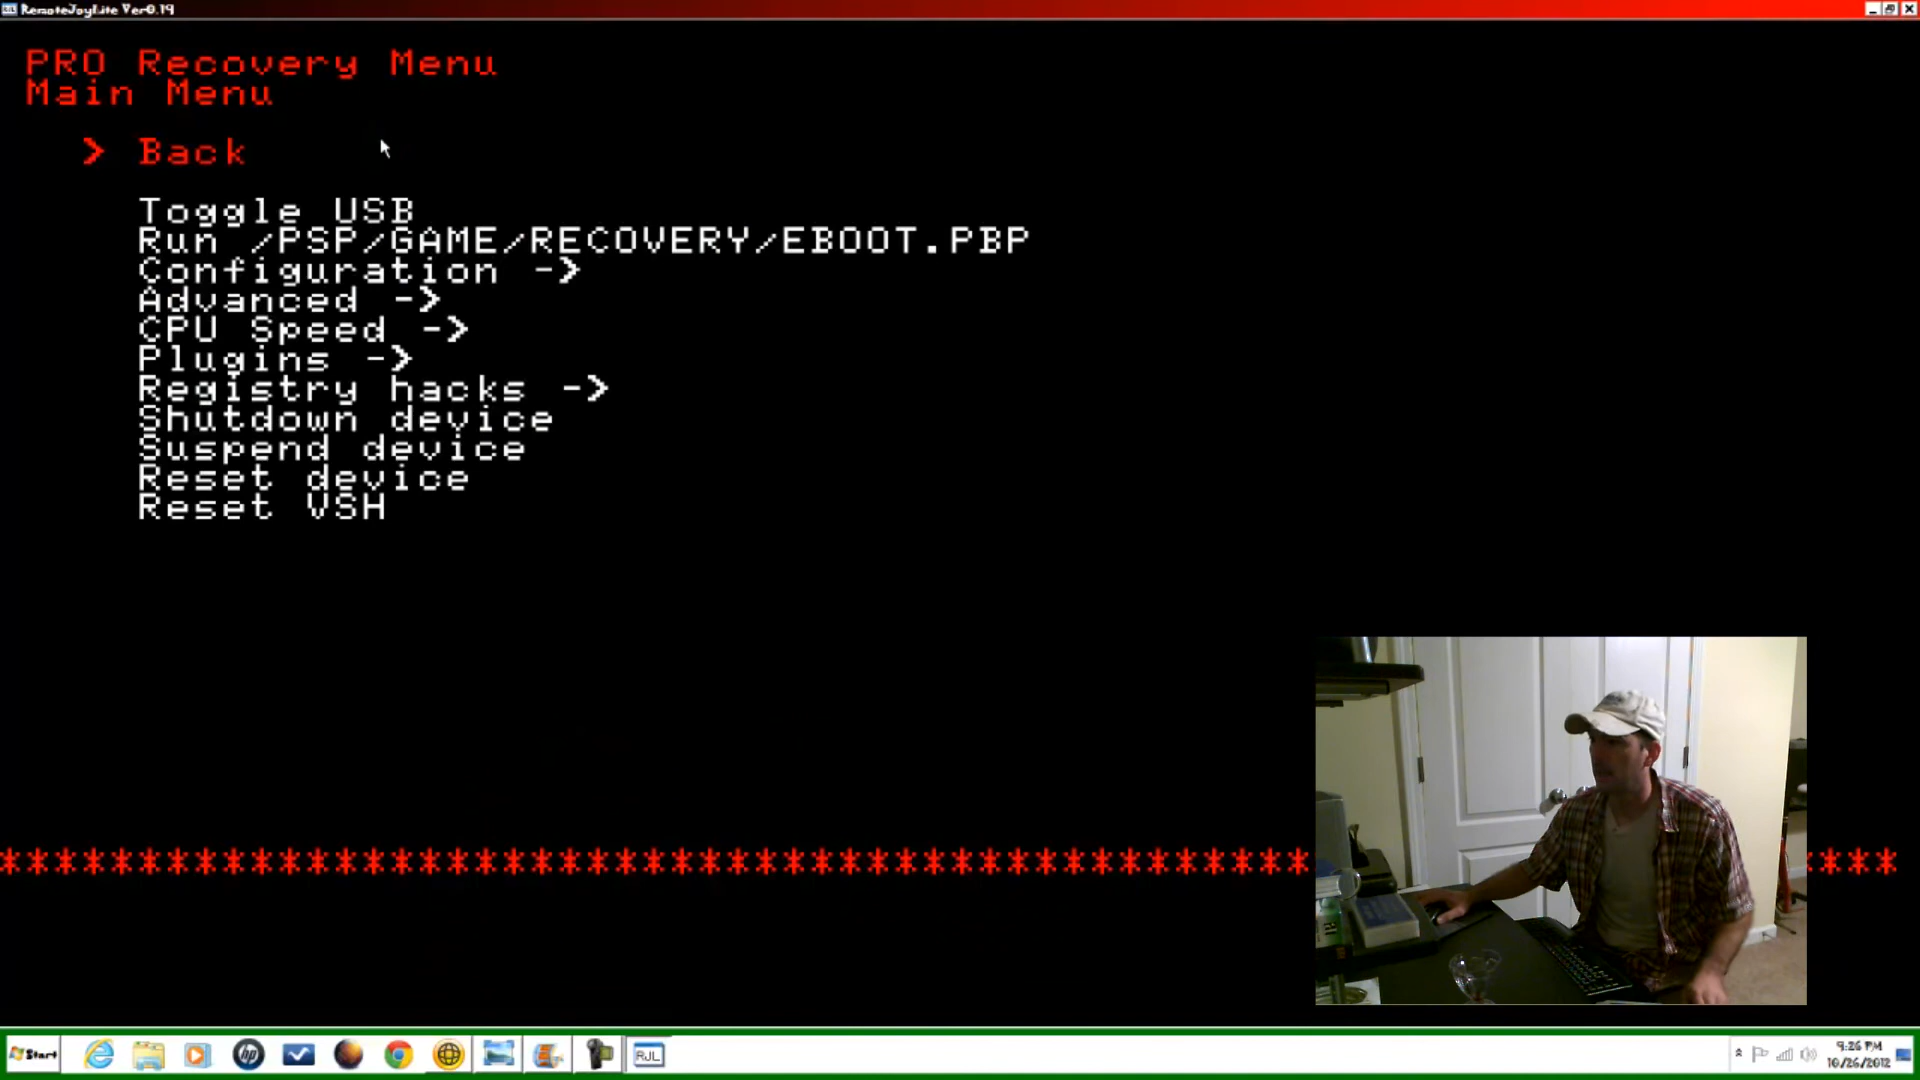 RemoteJoyLite Ver0.19
PRO Recovery Menu
Main Menu
> Back
Toggle USB
Run /PSP/GAME/RECOVERY/EBOOT.PBP
Configuration ->
Advanced ->
CPU Speed ->
Plugins ->
Registry hacks ->
Shutdown device
Suspend device
Reset device
Reset VSH
Start
hp
RJL
9:26 PM
10/26/2012